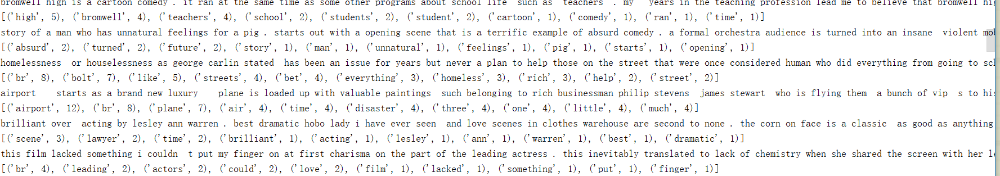 bromwell high is a cartoon comedy . it ran at the same time as some other programs about school life  such as  teachers  . my   years in the teaching profession lead me to believe that bromwell
[('high', 5), ('bromwell', 4), ('teachers', 4), ('school', 2), ('students', 2), ('student', 2), ('cartoon', 1), ('comedy', 1), ('ran', 1), ('time', 1)]
story of a man who has unnatural feelings for a pig . starts out with a opening scene that is a terrific example of absurd comedy . a formal orchestra audience is turned into an insane  violent
[('absurd', 2), ('turned', 2), ('future', 2), ('story', 1), ('man', 1), ('unnatural', 1), ('feelings', 1), ('pig', 1), ('starts', 1), ('opening', 1)]
homelessness  or houselessness as george carlin stated  has been an issue for years but never a plan to help those on the street that were once considered human who did everything from going to
[('br', 8), ('bolt', 7), ('like', 5), ('streets', 4), ('bet', 4), ('everything', 3), ('homeless', 3), ('rich', 3), ('help', 2), ('street', 2)]
airport    starts as a brand new luxury    plane is loaded up with valuable paintings  such belonging to rich businessman philip stevens  james stewart  who is flying them  a bunch of vip  s to
[('airport', 12), ('br', 8), ('plane', 7), ('air', 4), ('time', 4), ('disaster', 4), ('three', 4), ('one', 4), ('little', 4), ('much', 4)]
brilliant over  acting by lesley ann warren . best dramatic hobo lady i have ever seen  and love scenes in clothes warehouse are second to none . the corn on face is a classic  as good as anything
[('scene', 3), ('lawyer', 2), ('time', 2), ('brilliant', 1), ('acting', 1), ('lesley', 1), ('ann', 1), ('warren', 1), ('best', 1), ('dramatic', 1)]
this film lacked something i couldn  t put my finger on at first charisma on the part of the leading actress . this inevitably translated to lack of chemistry when she shared the screen with her
[('br', 4), ('leading', 2), ('actors', 2), ('could', 2), ('love', 2), ('film', 1), ('lacked', 1), ('something', 1), ('put', 1), ('finger', 1)]